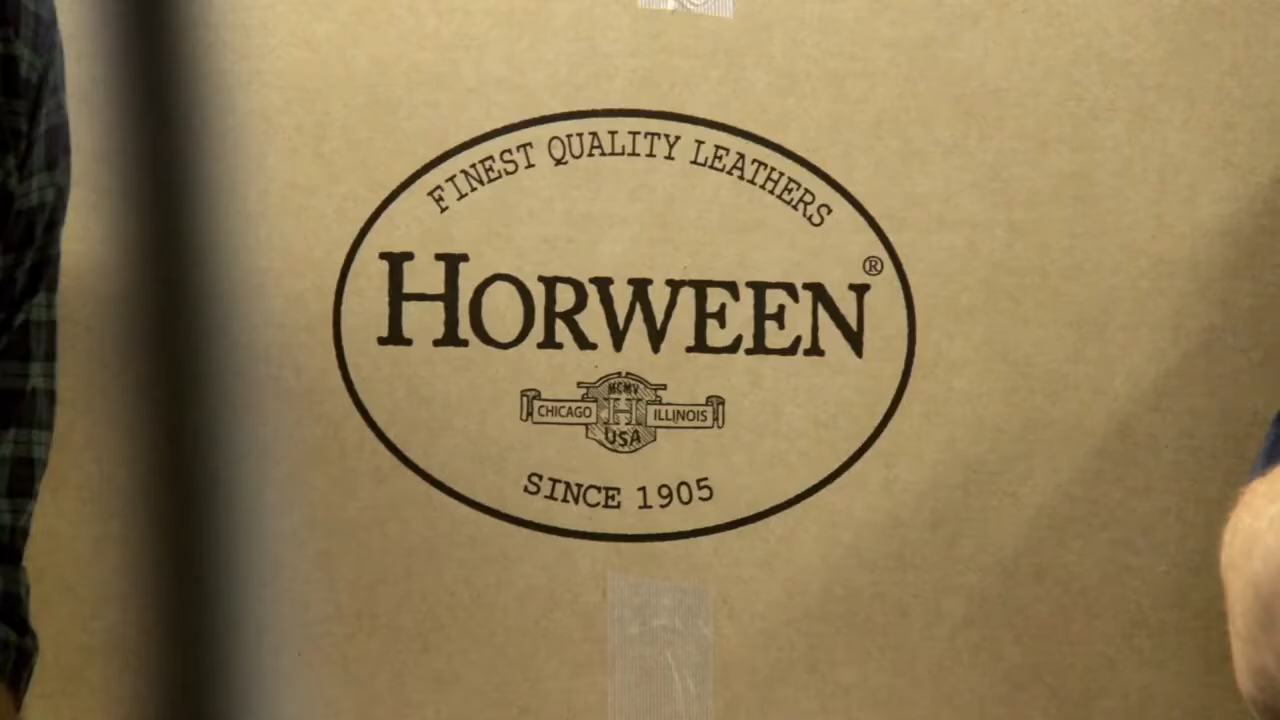 FINEST QUALITY LEATHERS
HORWEEN®
MCMV
CHICAGO H ILLINOIS
USA
SINCE 1905